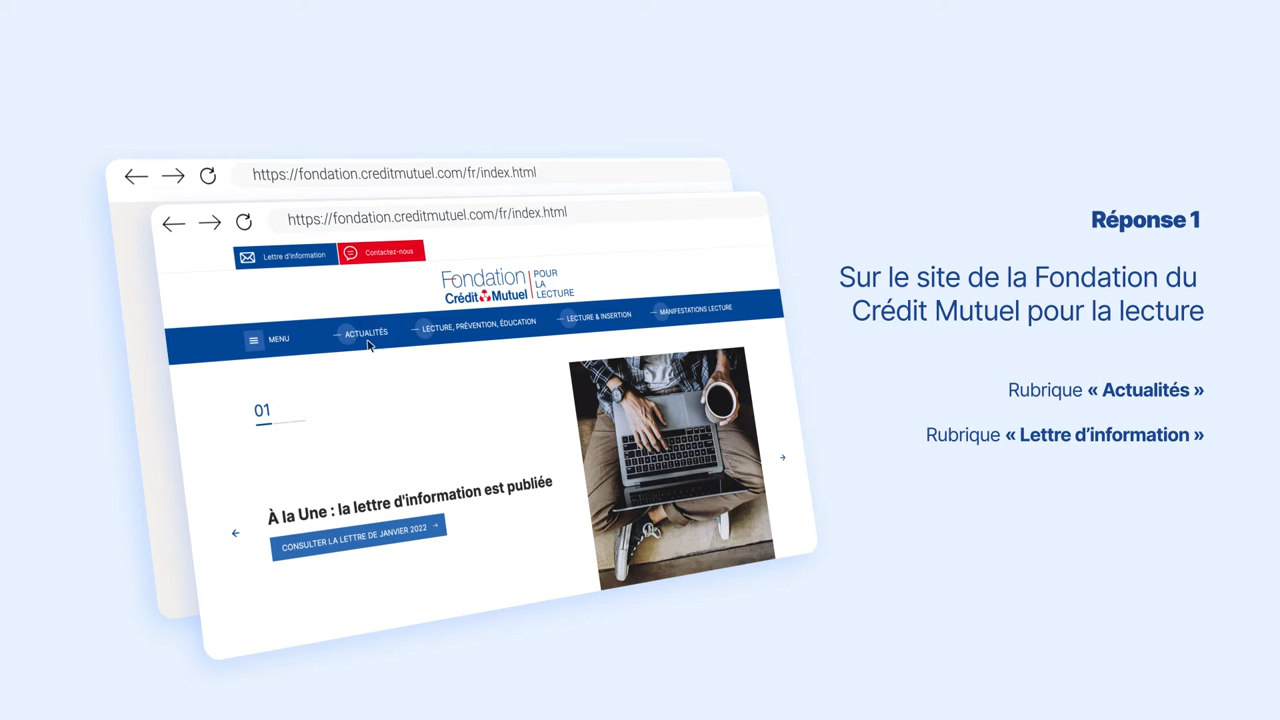 https://fondation.creditmutuel.com/fr/index.html
https://fondation.creditmutuel.com/fr/index.html
Lettre d'information
Contactez-nous
Fondation
Crédit Mutuel
POUR
LA
LECTURE
MENU
ACTUALITÉS
LECTURE, PRÉVENTION, ÉDUCATION
LECTURE & INSERTION
MANIFESTATIONS LECTURE
01
À la Une : la lettre d'information est publiée
CONSULTER LA LETTRE DE JANVIER 2022
Réponse 1
Sur le site de la Fondation du
Crédit Mutuel pour la lecture
Rubrique « Actualités »
Rubrique « Lettre d’information »